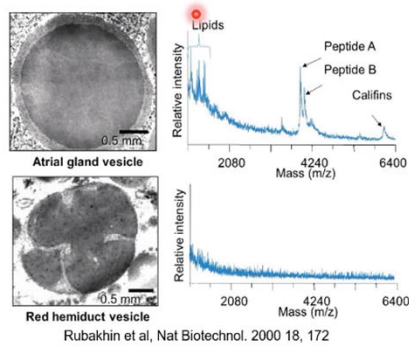 Lipids
Peptide A
Peptide B
Califins
Relative intensity
0.5 mm
2080 4240 6400
Mass (m/z)
Atrial gland vesicle
Relative intensity
0.5 mm
2080 4240 6400
Mass (m/z)
Red hemiduct vesicle
Rubakhin et al, Nat Biotechnol. 2000 18, 172